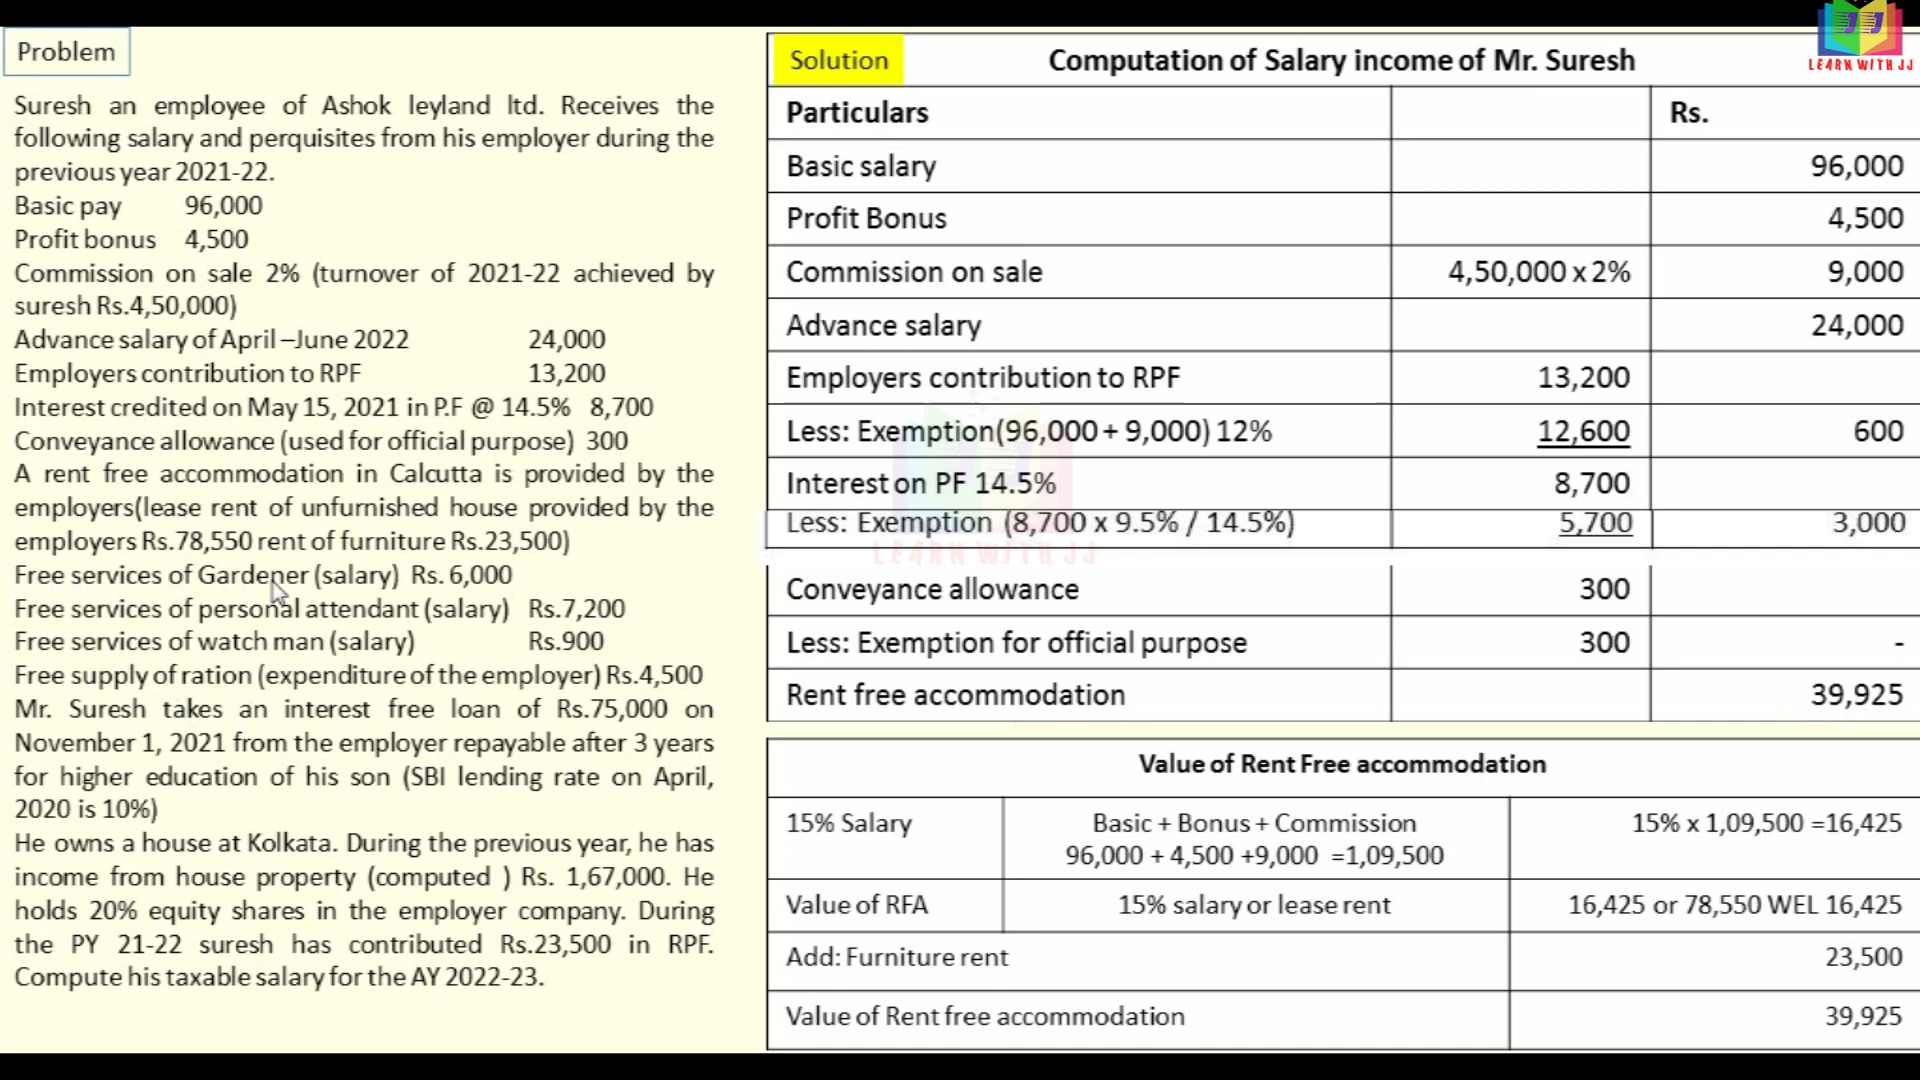 Problem
Suresh an employee of Ashok leyland ltd. Receives the
following salary and perquisites from his employer during the
previous year 2021-22.
Basic pay 96,000
Profit bonus 4,500
Commission on sale 2% (turnover of 2021-22 achieved by
suresh Rs.4,50,000)
Advance salary of April –June 2022 24,000
Employers contribution to RPF 13,200
Interest credited on May 15, 2021 in P.F @ 14.5% 8,700
Conveyance allowance (used for official purpose) 300
A rent free accommodation in Calcutta is provided by the
employers(lease rent of unfurnished house provided by the
employers Rs.78,550 rent of furniture Rs.23,500)
Free services of Gardener (salary) Rs. 6,000
Free services of personal attendant (salary) Rs.7,200
Free services of watch man (salary) Rs.900
Free supply of ration (expenditure of the employer) Rs.4,500
Mr. Suresh takes an interest free loan of Rs.75,000 on
November 1, 2021 from the employer repayable after 3 years
for higher education of his son (SBI lending rate on April,
2020 is 10%)
He owns a house at Kolkata. During the previous year, he has
income from house property (computed ) Rs. 1,67,000. He
holds 20% equity shares in the employer company. During
the PY 21-22 suresh has contributed Rs.23,500 in RPF.
Compute his taxable salary for the AY 2022-23.
Solution Computation of Salary income of Mr. Suresh
LEARN WITH JJ
Particulars Rs.
Basic salary 96,000
Profit Bonus 4,500
Commission on sale 4,50,000 x 2% 9,000
Advance salary 24,000
Employers contribution to RPF 13,200
Less: Exemption(96,000 + 9,000) 12% 12,600 600
Interest on PF 14.5% 8,700
Less: Exemption (8,700 x 9.5% / 14.5%) 5,700 3,000
LEARN WITH JJ
Conveyance allowance 300
Less: Exemption for official purpose 300 -
Rent free accommodation 39,925
Value of Rent Free accommodation
15% Salary Basic + Bonus + Commission 15% x 1,09,500 =16,425
96,000 + 4,500 +9,000 =1,09,500
Value of RFA 15% salary or lease rent 16,425 or 78,550 WEL 16,425
Add: Furniture rent 23,500
Value of Rent free accommodation 39,925